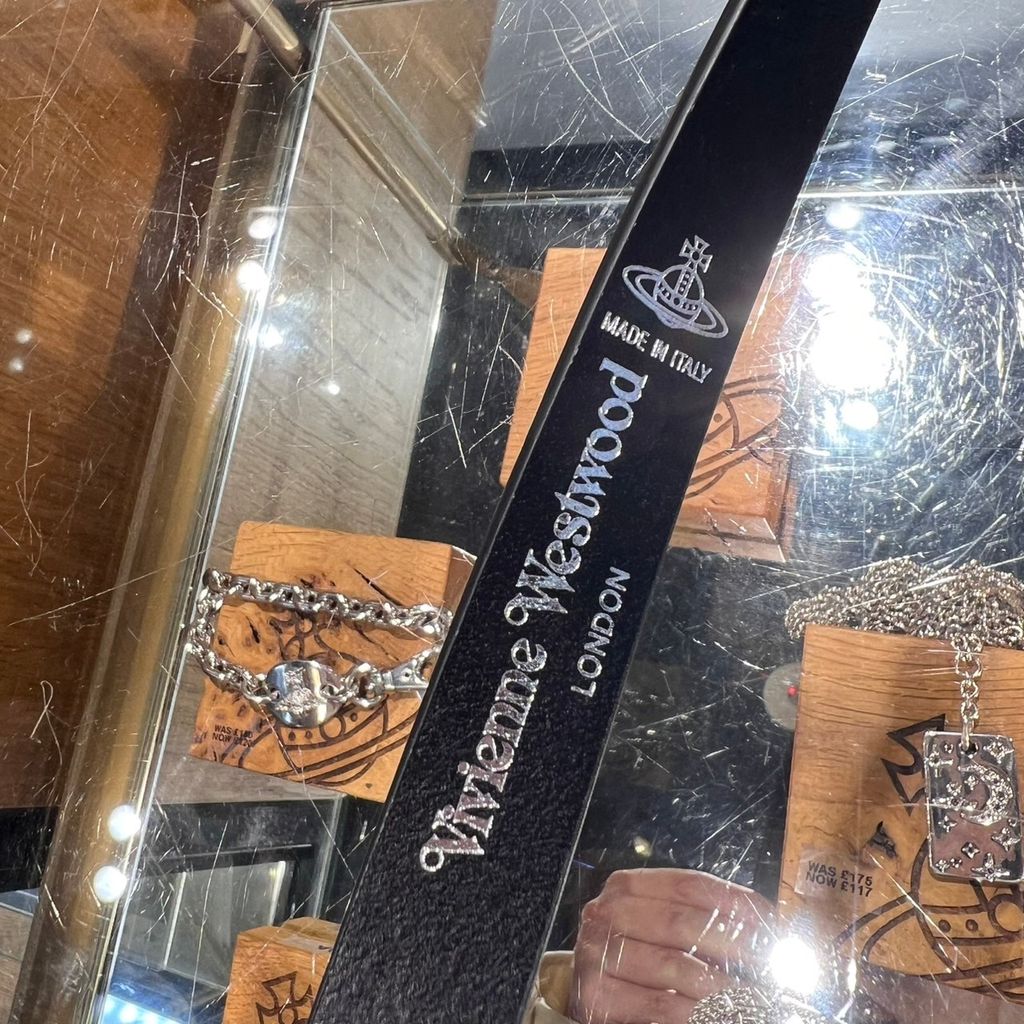 MADE IN ITALY
Vivienne Westwood
LONDON
WAS £175
NOW £117